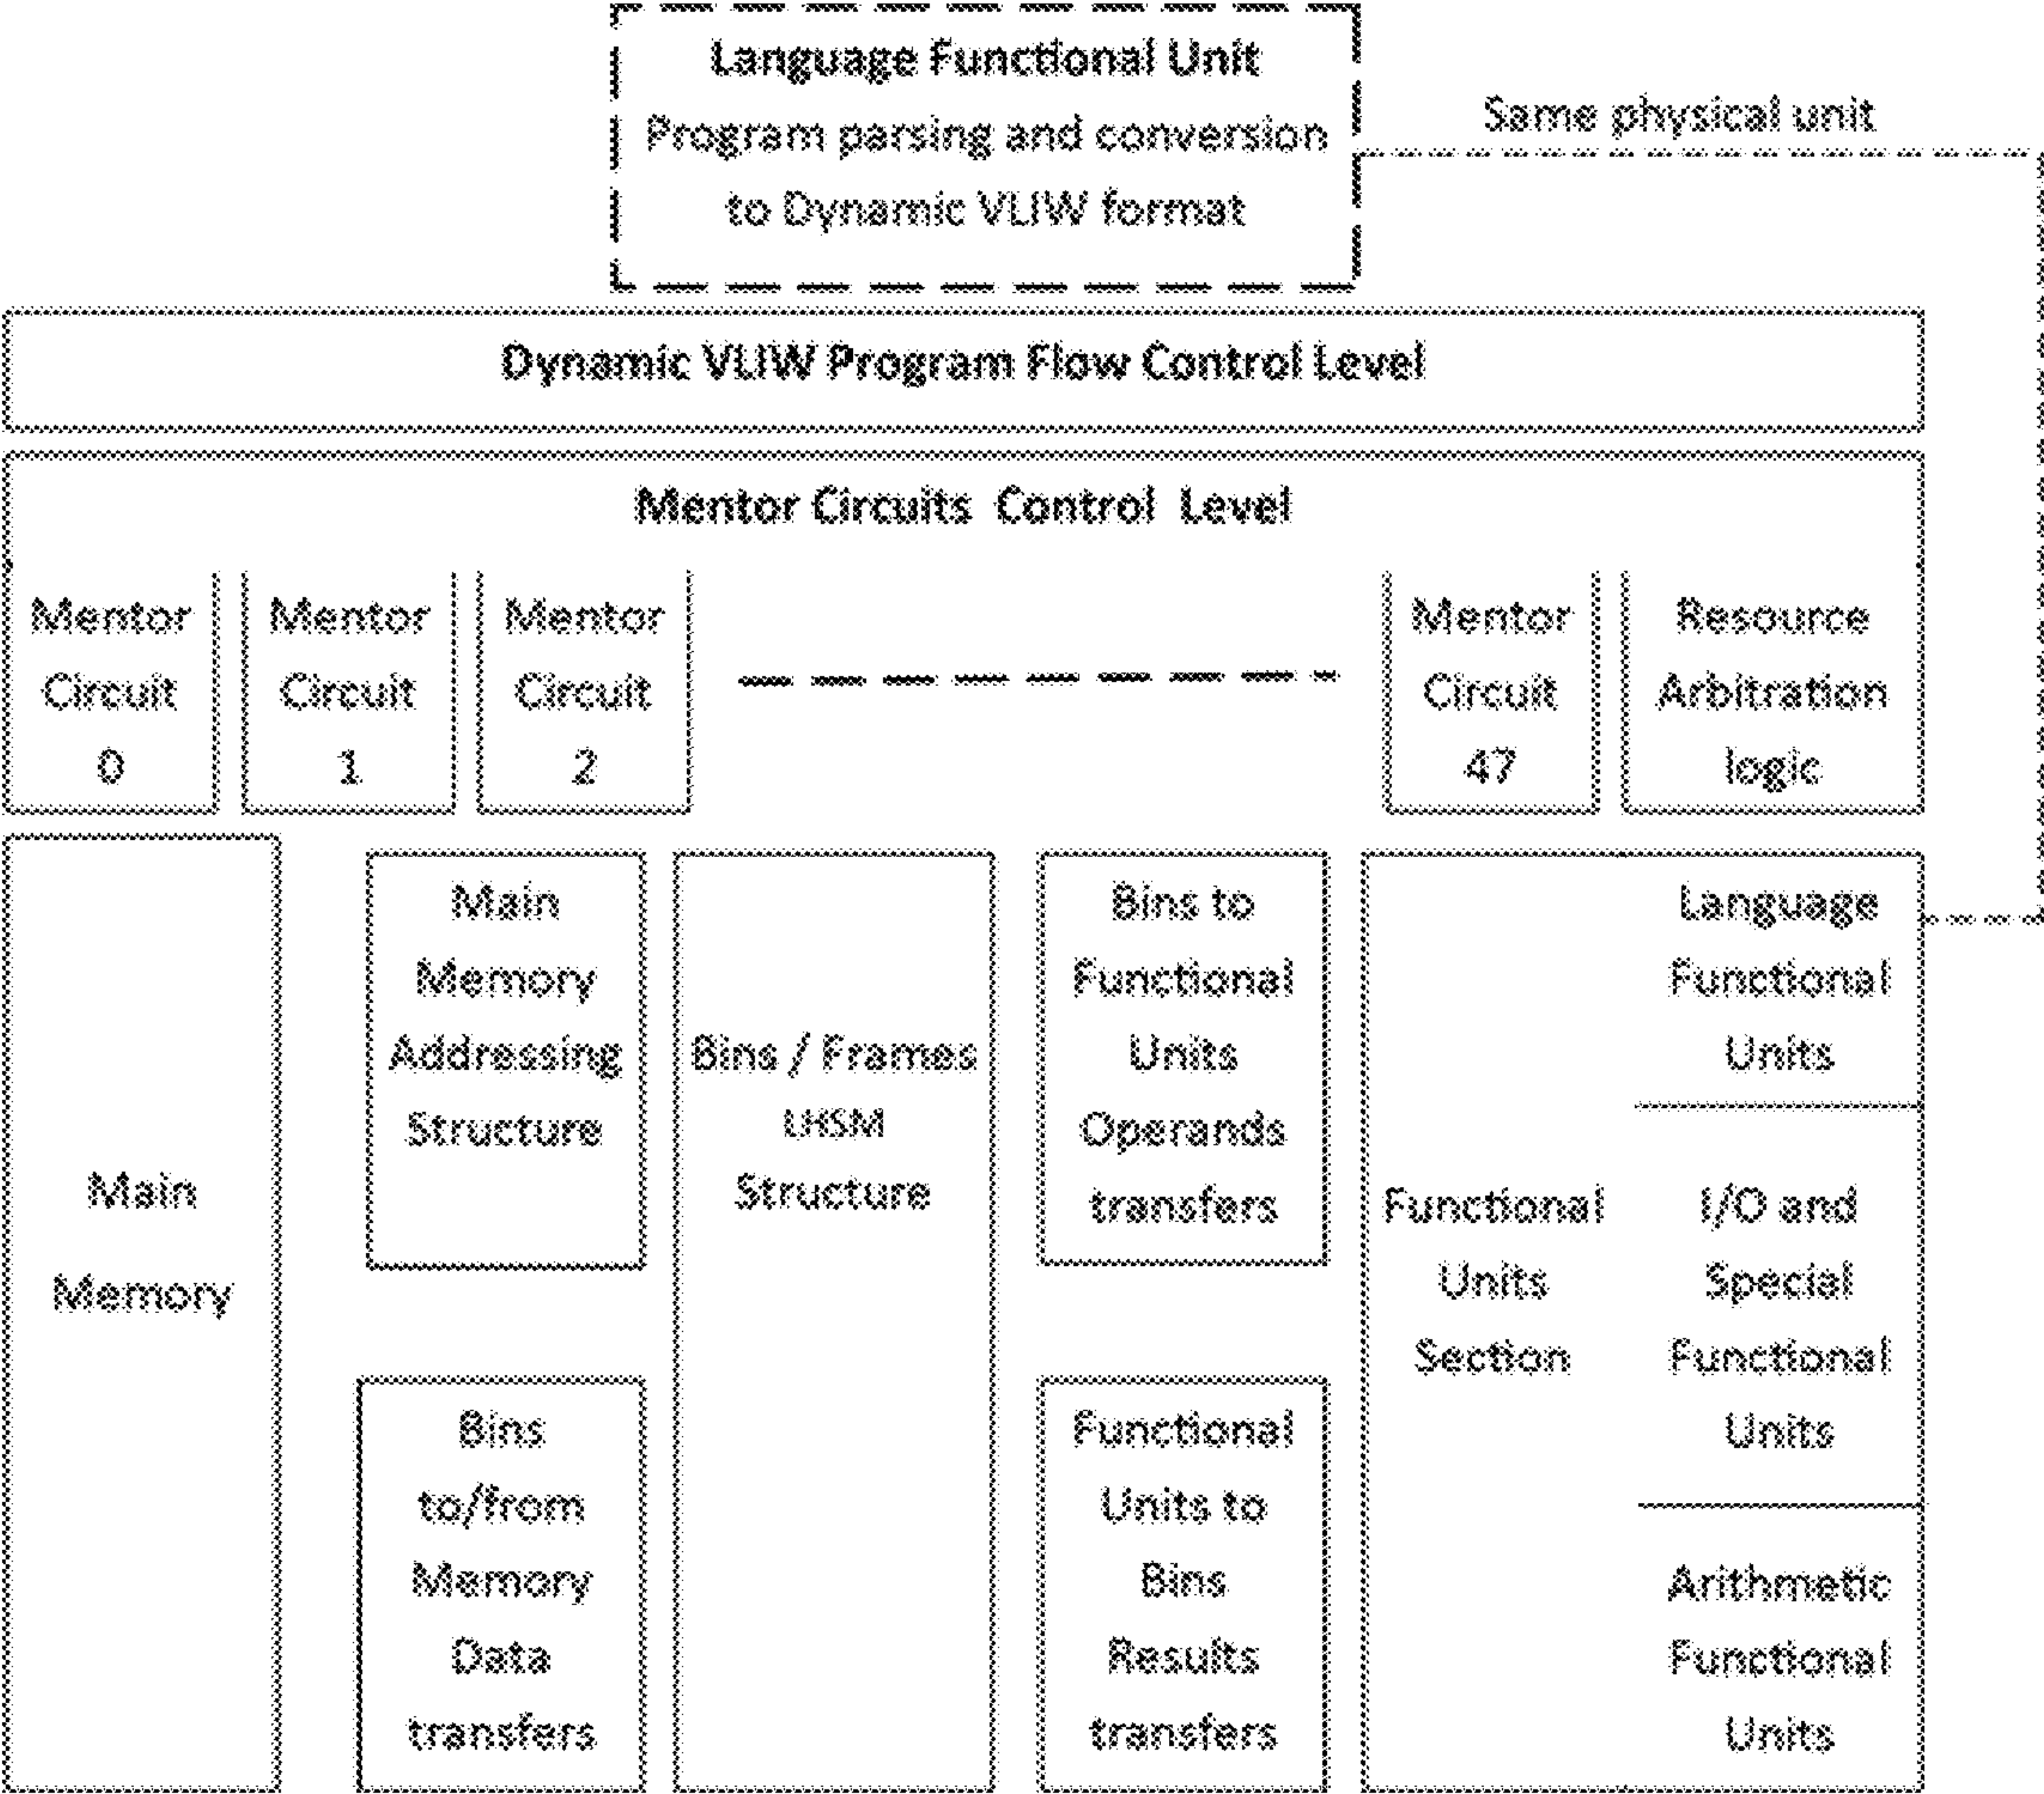 Language Functional Unit
Program parsing and conversion
to Dynamic VLIW format
Same physical unit
Dynamic VLIW Program Flow Control Level
Mentor Circuits Control Level
Mentor
Circuit
0
Mentor
Circuit
1
Mentor
Circuit
2
Mentor
Circuit
47
Resource
Arbitration
logic
Main
Memory
Main
Memory
Addressing
Structure
Bins
to/from
Memory
Data
transfers
Bins / Frames
LHSM
Structure
Bins to
Functional
Units
Operands
transfers
Functional
Units to
Bins
Results
transfers
Functional
Units
Section
Language
Functional
Units
I/O and
Special
Functional
Units
Arithmetic
Functional
Units